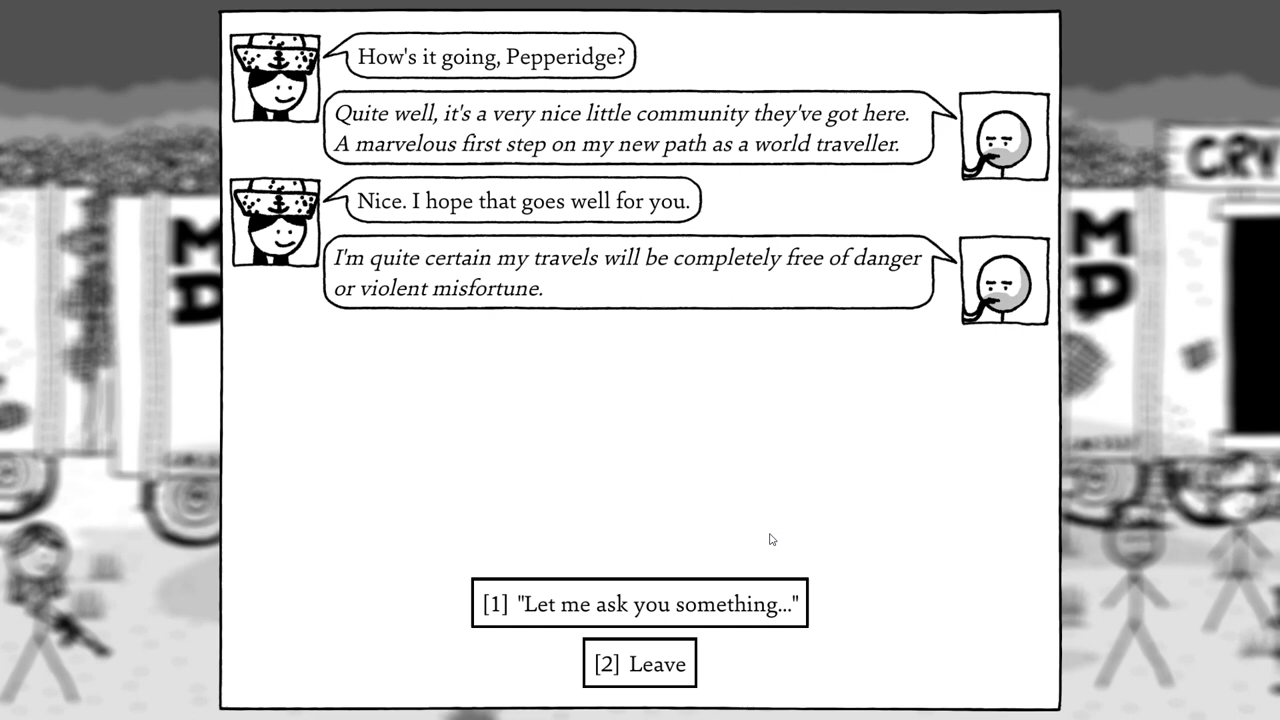 How's it going, Pepperidge?
Quite well, it's a very nice little community they've got here.
A marvelous first step on my new path as a world traveller.
Nice. I hope that goes well for you.
I'm quite certain my travels will be completely free of danger
or violent misfortune.
[1] "Let me ask you something..."
[2] Leave
M
D
M
D